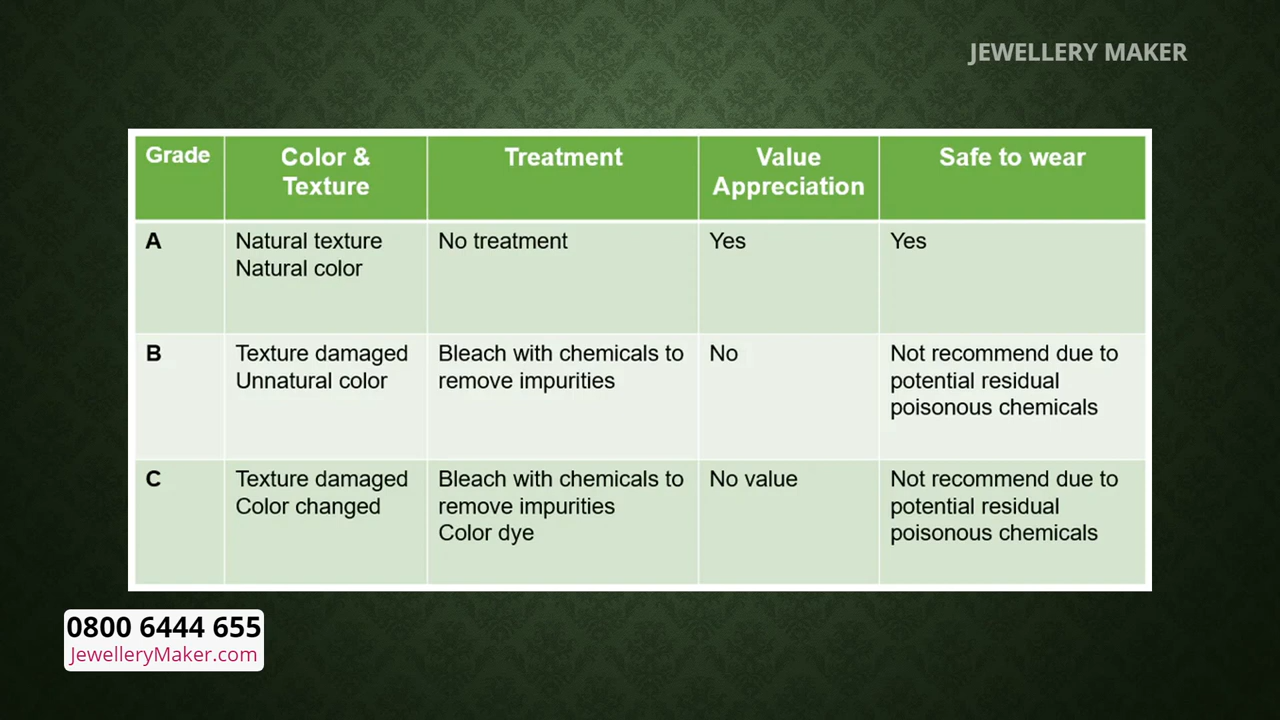 JEWELLERY MAKER
Grade
Color &
Texture
Treatment
Value
Appreciation
Safe to wear
A
Natural texture
Natural color
No treatment
Yes
Yes
B
Texture damaged
Unnatural color
Bleach with chemicals to
remove impurities
No
Not recommend due to
potential residual
poisonous chemicals
C
Texture damaged
Color changed
Bleach with chemicals to
remove impurities
Color dye
No value
Not recommend due to
potential residual
poisonous chemicals
0800 6444 655
JewelleryMaker.com